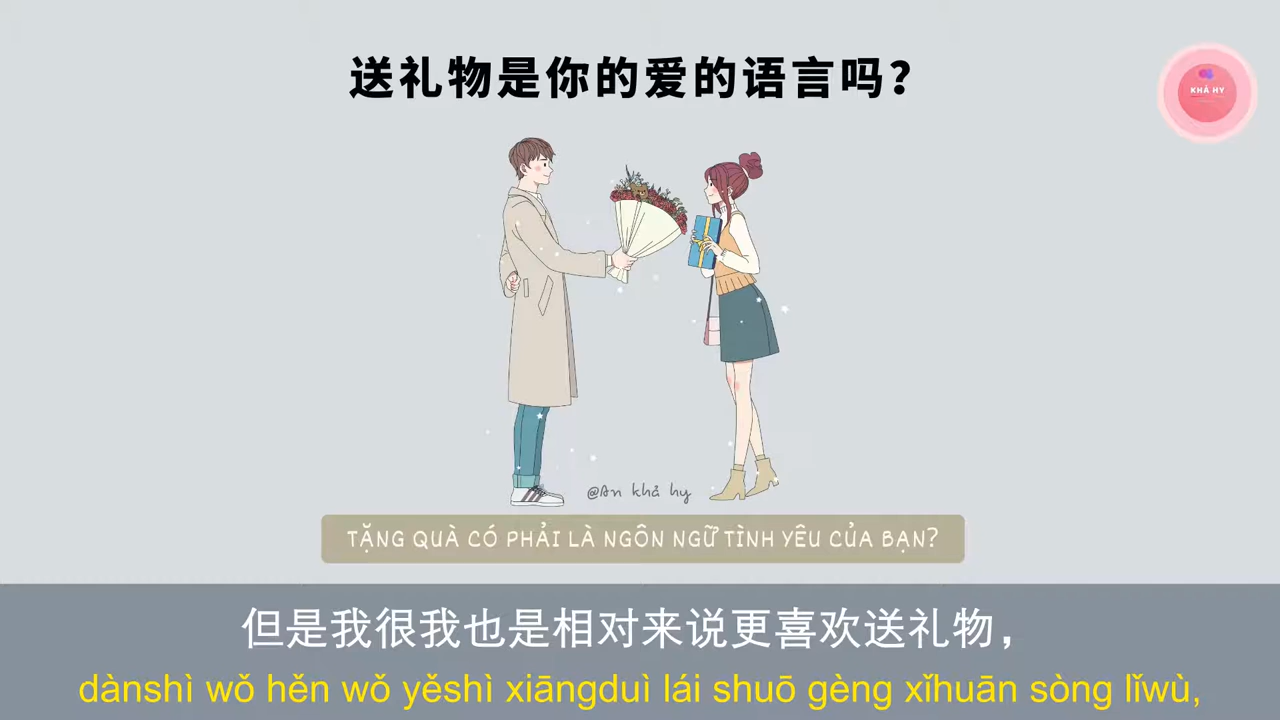 送礼物是你的爱的语言吗？
KHẢ HY
@An khả hy
TẶNG QUÀ CÓ PHẢI LÀ NGÔN NGỮ TÌNH YÊU CỦA BẠN?
但是我很我也是相对来说更喜欢送礼物，
dànshì wǒ hěn wǒ yěshì xiāngduì lái shuō gèng xǐhuān sòng lǐwù,